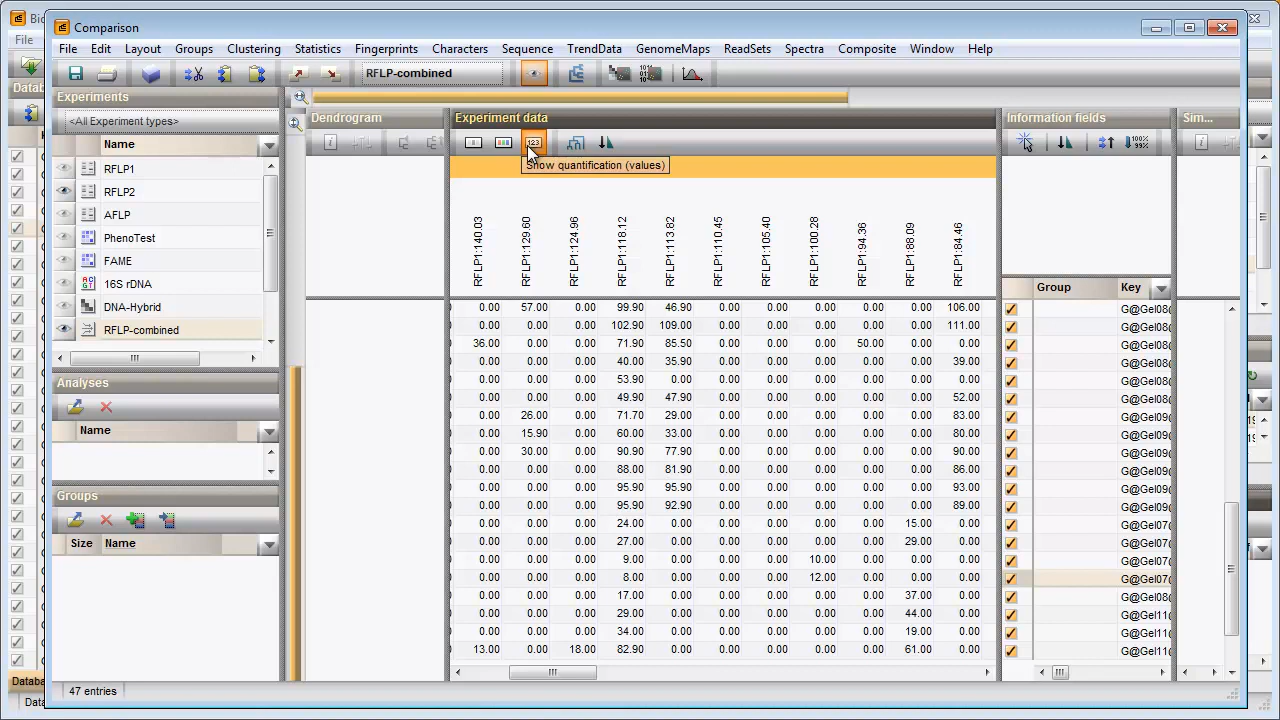 Bio
Comparison
File
File Edit Layout Groups Clustering Statistics Fingerprints Characters Sequence TrendData GenomeMaps ReadSets Spectra Composite Window Help
RFLP-combined
Datab
Experiments
<All Experiment types>
Name
RFLP1
RFLP2
AFLP
PhenoTest
FAME
16S rDNA
DNA-Hybrid
RFLP-combined
Analyses
Name
Groups
Size Name
Dendrogram
Experiment data
Show quantification (values)
RFLP1:140.03 RFLP1:129.60 RFLP1:124.96 RFLP1:118.12 RFLP1:113.82 RFLP1:110.45 RFLP1:105.40 RFLP1:100.28 RFLP1:94.36 RFLP1:88.09 RFLP1:84.46
0.00 57.00 0.00 99.90 46.90 0.00 0.00 0.00 0.00 0.00 106.00
0.00 0.00 0.00 102.90 109.00 0.00 0.00 0.00 0.00 0.00 111.00
36.00 0.00 0.00 71.90 85.50 0.00 0.00 0.00 50.00 0.00 0.00
0.00 0.00 0.00 40.00 35.90 0.00 0.00 0.00 0.00 0.00 39.00
0.00 0.00 0.00 53.90 0.00 0.00 0.00 0.00 0.00 0.00 0.00
0.00 0.00 0.00 49.90 47.90 0.00 0.00 0.00 0.00 0.00 52.00
0.00 26.00 0.00 71.70 29.00 0.00 0.00 0.00 0.00 0.00 83.00
0.00 15.90 0.00 60.00 33.00 0.00 0.00 0.00 0.00 0.00 80.00
0.00 30.00 0.00 90.90 77.90 0.00 0.00 0.00 0.00 0.00 90.00
0.00 0.00 0.00 88.00 81.90 0.00 0.00 0.00 0.00 0.00 86.00
0.00 0.00 0.00 95.90 95.90 0.00 0.00 0.00 0.00 0.00 93.00
0.00 0.00 0.00 95.90 92.90 0.00 0.00 0.00 0.00 0.00 89.00
0.00 0.00 0.00 24.00 0.00 0.00 0.00 0.00 0.00 15.00 0.00
0.00 0.00 0.00 27.00 0.00 0.00 0.00 0.00 0.00 29.00 0.00
0.00 0.00 0.00 9.00 0.00 0.00 0.00 0.00 0.00 0.00 0.00
0.00 0.00 0.00 8.00 0.00 0.00 0.00 12.00 0.00 0.00 0.00
0.00 0.00 0.00 17.00 0.00 0.00 0.00 0.00 0.00 37.00 0.00
0.00 0.00 0.00 29.00 0.00 0.00 0.00 0.00 0.00 44.00 0.00
0.00 0.00 0.00 34.00 0.00 0.00 0.00 0.00 0.00 19.00 0.00
13.00 0.00 18.00 82.90 0.00 0.00 0.00 0.00 0.00 61.00 0.00
Information fields
Group Key
G@Gel08
G@Gel08
G@Gel08
G@Gel08
G@Gel08
G@Gel08
G@Gel09
G@Gel09
G@Gel09
G@Gel09
G@Gel09
G@Gel09
G@Gel07
G@Gel07
G@Gel07
G@Gel07
G@Gel08
G@Gel11
G@Gel11
G@Gel11
Sim...
Databa
47 entries
Data